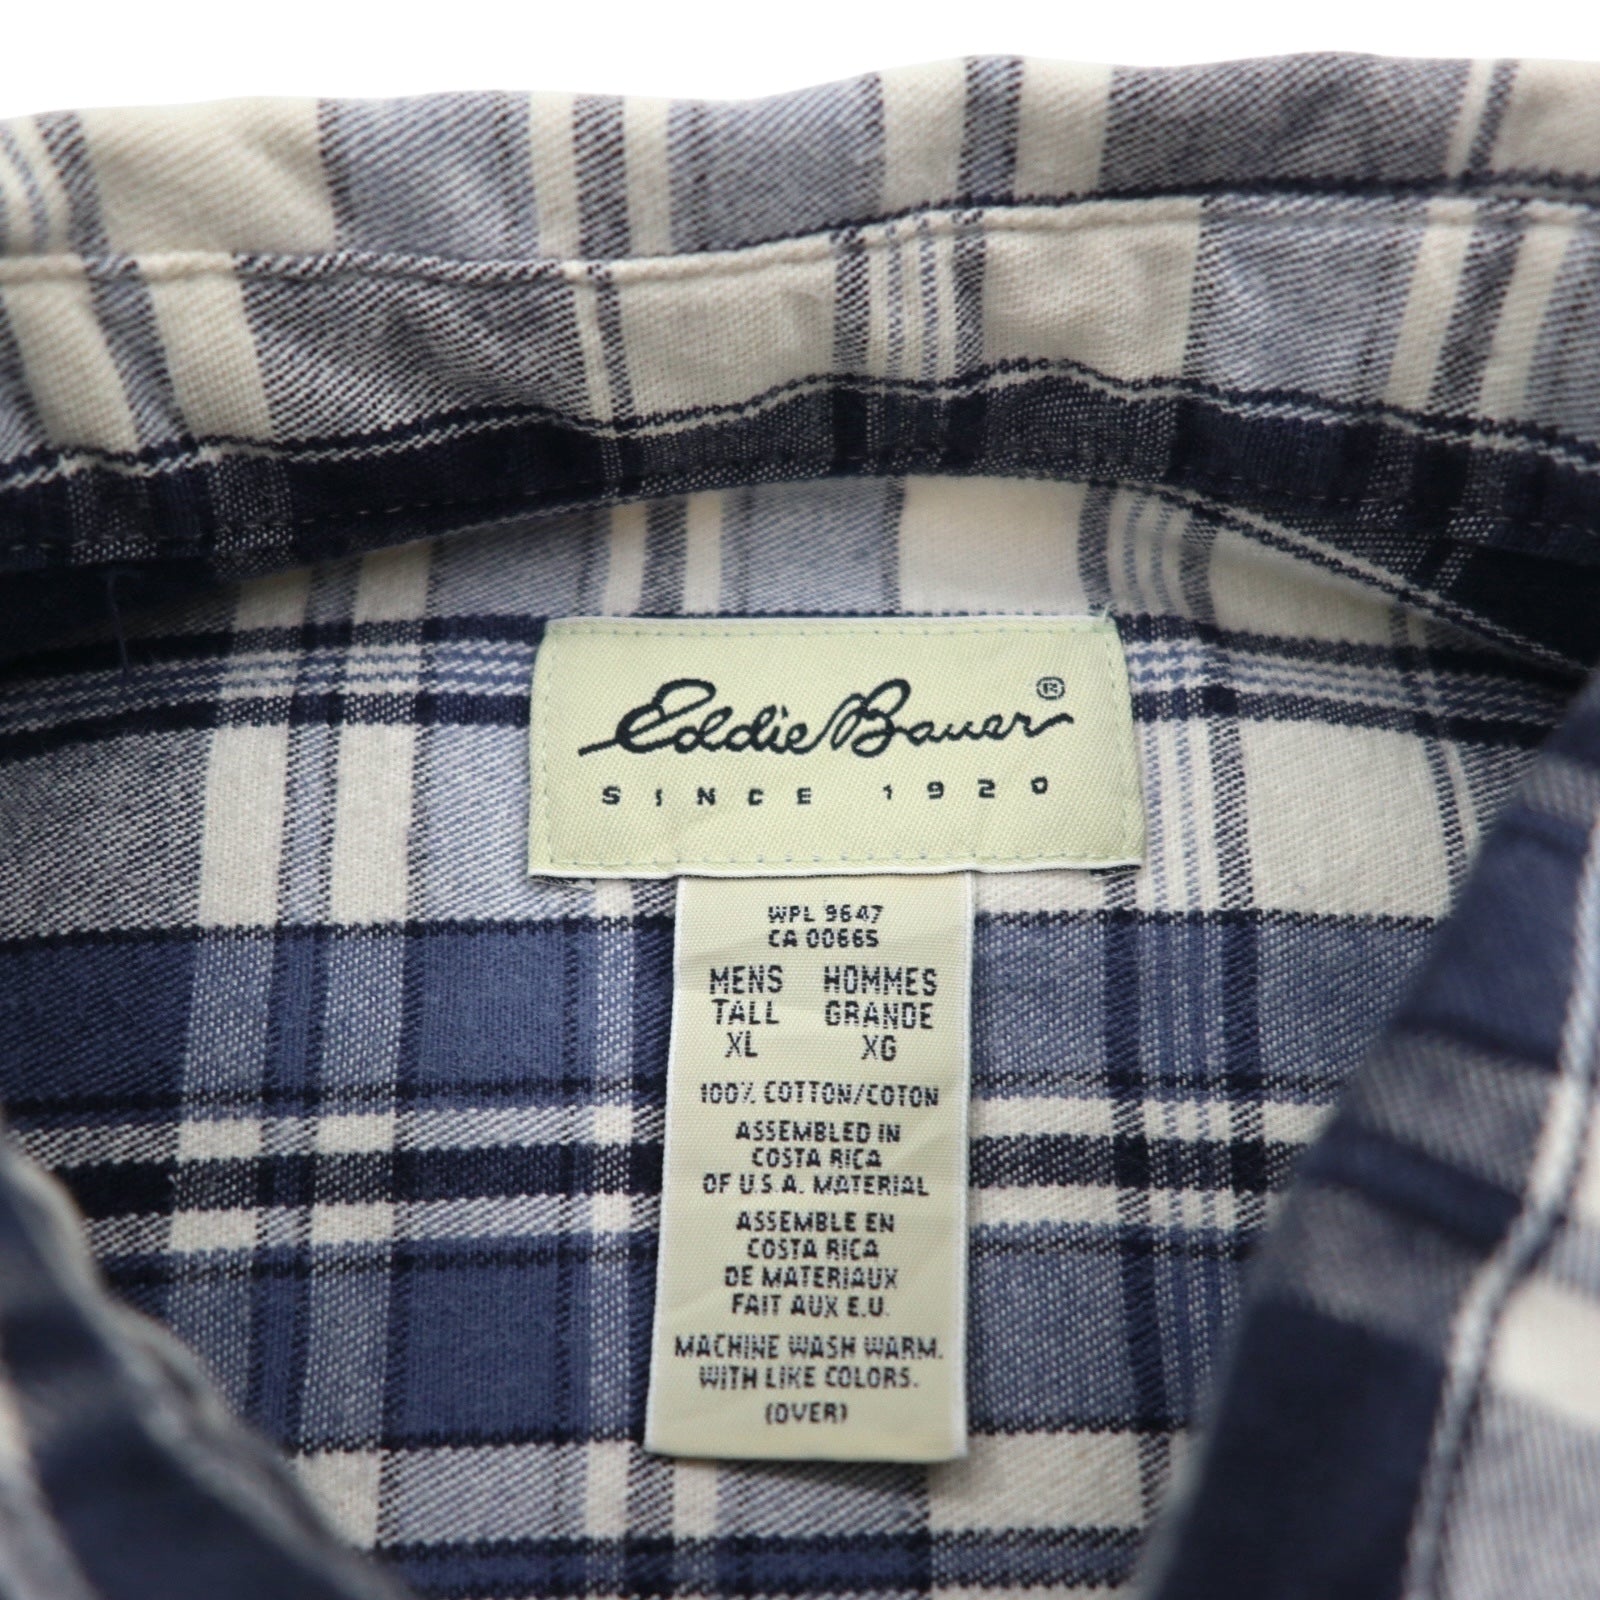 Eddie Bauer®
SINCE 1920
WPL 9647
CA 00665
MENS HOMMES
TALL GRANDE
XL XG
100% COTTON/COTON
ASSEMBLED IN
COSTA RICA
OF U.S.A. MATERIAL
ASSEMBLE EN
COSTA RICA
DE MATERIAUX
FAIT AUX E.U.
MACHINE WASH WARM.
WITH LIKE COLORS.
(OVER)